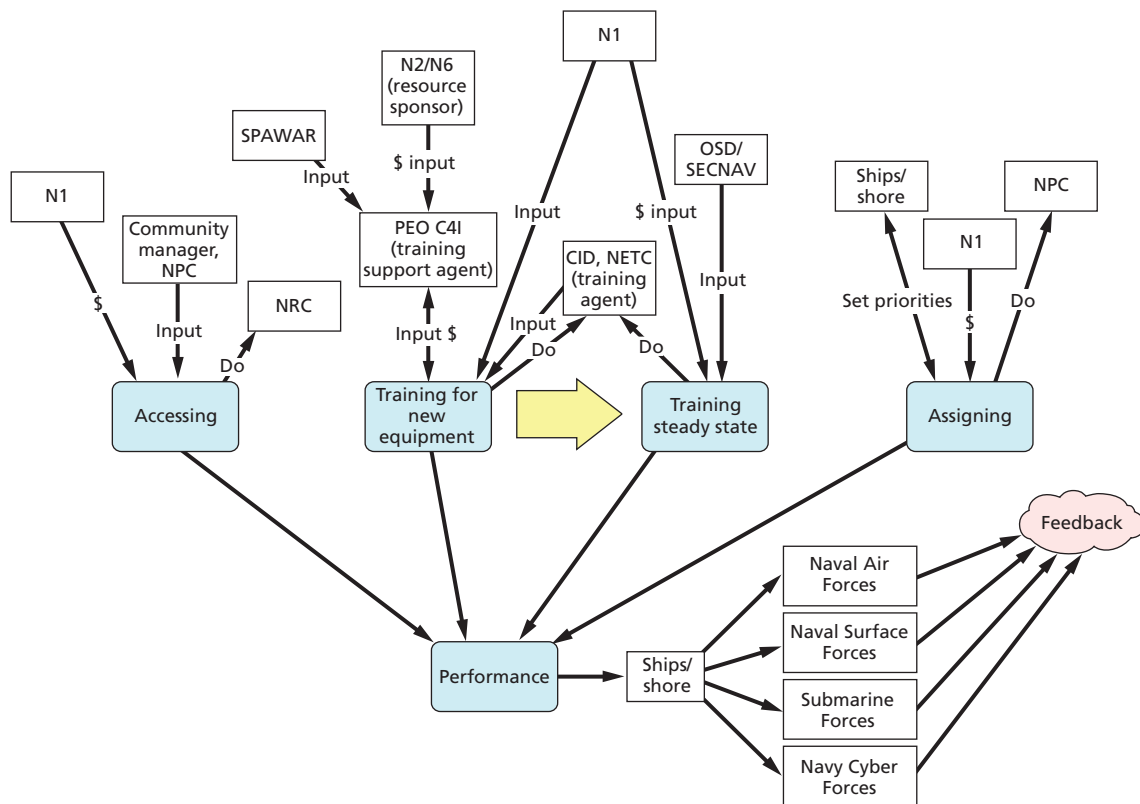 N1
N2/N6
(resource
sponsor)
SPAWAR
OSD/
SECNAV
$ input
Input
Ships/
shore
NPC
N1
Community
manager,
NPC
PEO C4I
(training
support agent)
Input
$ input
N1
CID, NETC
(training
agent)
Input
NRC
Set priorities
Do
$
$
Input
Input $
Input
Do
Do
Do
Accessing
Training for
new
equipment
Training
steady state
Assigning
Feedback
Naval Air
Forces
Naval Surface
Forces
Performance
Ships/
shore
Submarine
Forces
Navy Cyber
Forces